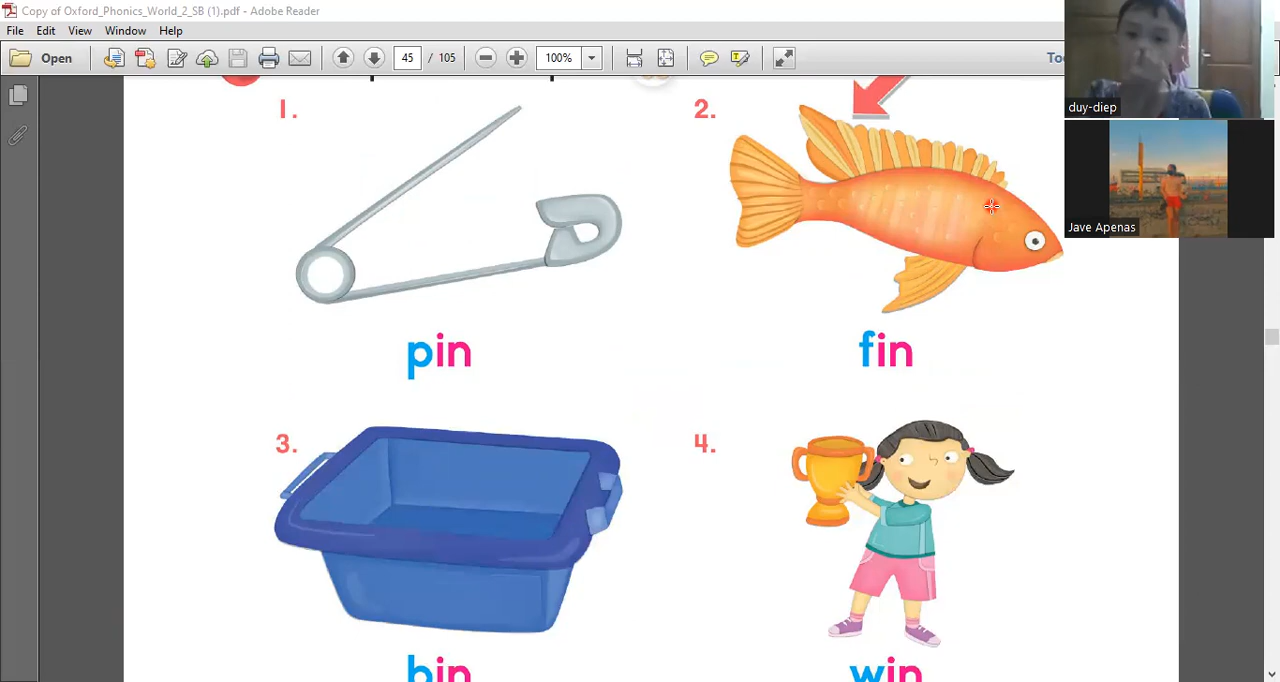 Copy of Oxford_Phonics_World_2_SB (1).pdf - Adobe Reader
File Edit View Window Help
Open 45 / 105 100%
duy-diep
Jave Apenas
1. 2.
pin fin
3. 4.
bin win